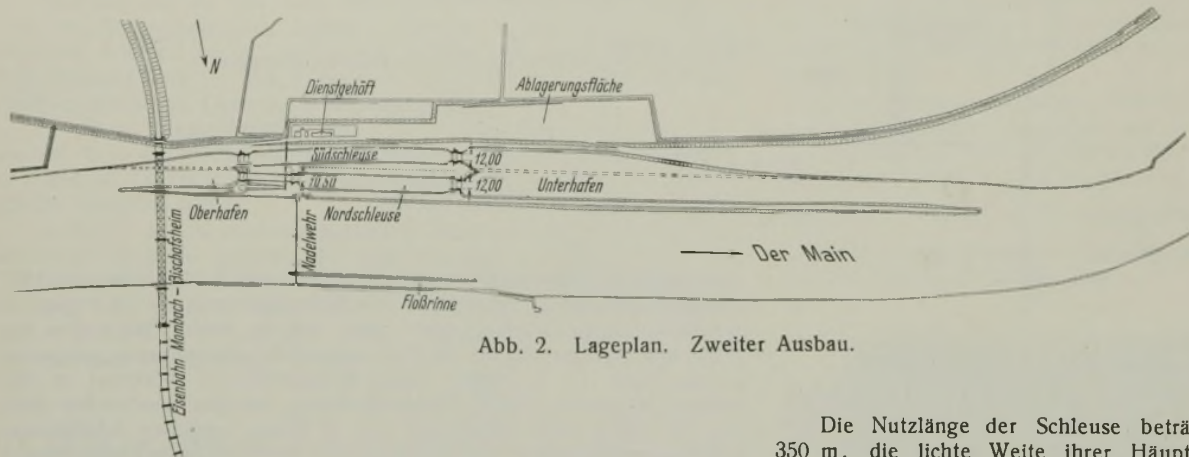 N
Dienstgehöft
Ablagerungsfläche
Südschleuse
12,00
10,50
12,00
Unterhafen
Oberhafen
Nordschleuse
Nadelwehr
Eisenbahn Mombach – Bischofsheim
Der Main
Floßrinne
Abb. 2. Lageplan. Zweiter Ausbau.
Die Nutzlänge der Schleuse beträ
350 m, die lichte Weite ihrer Häupt